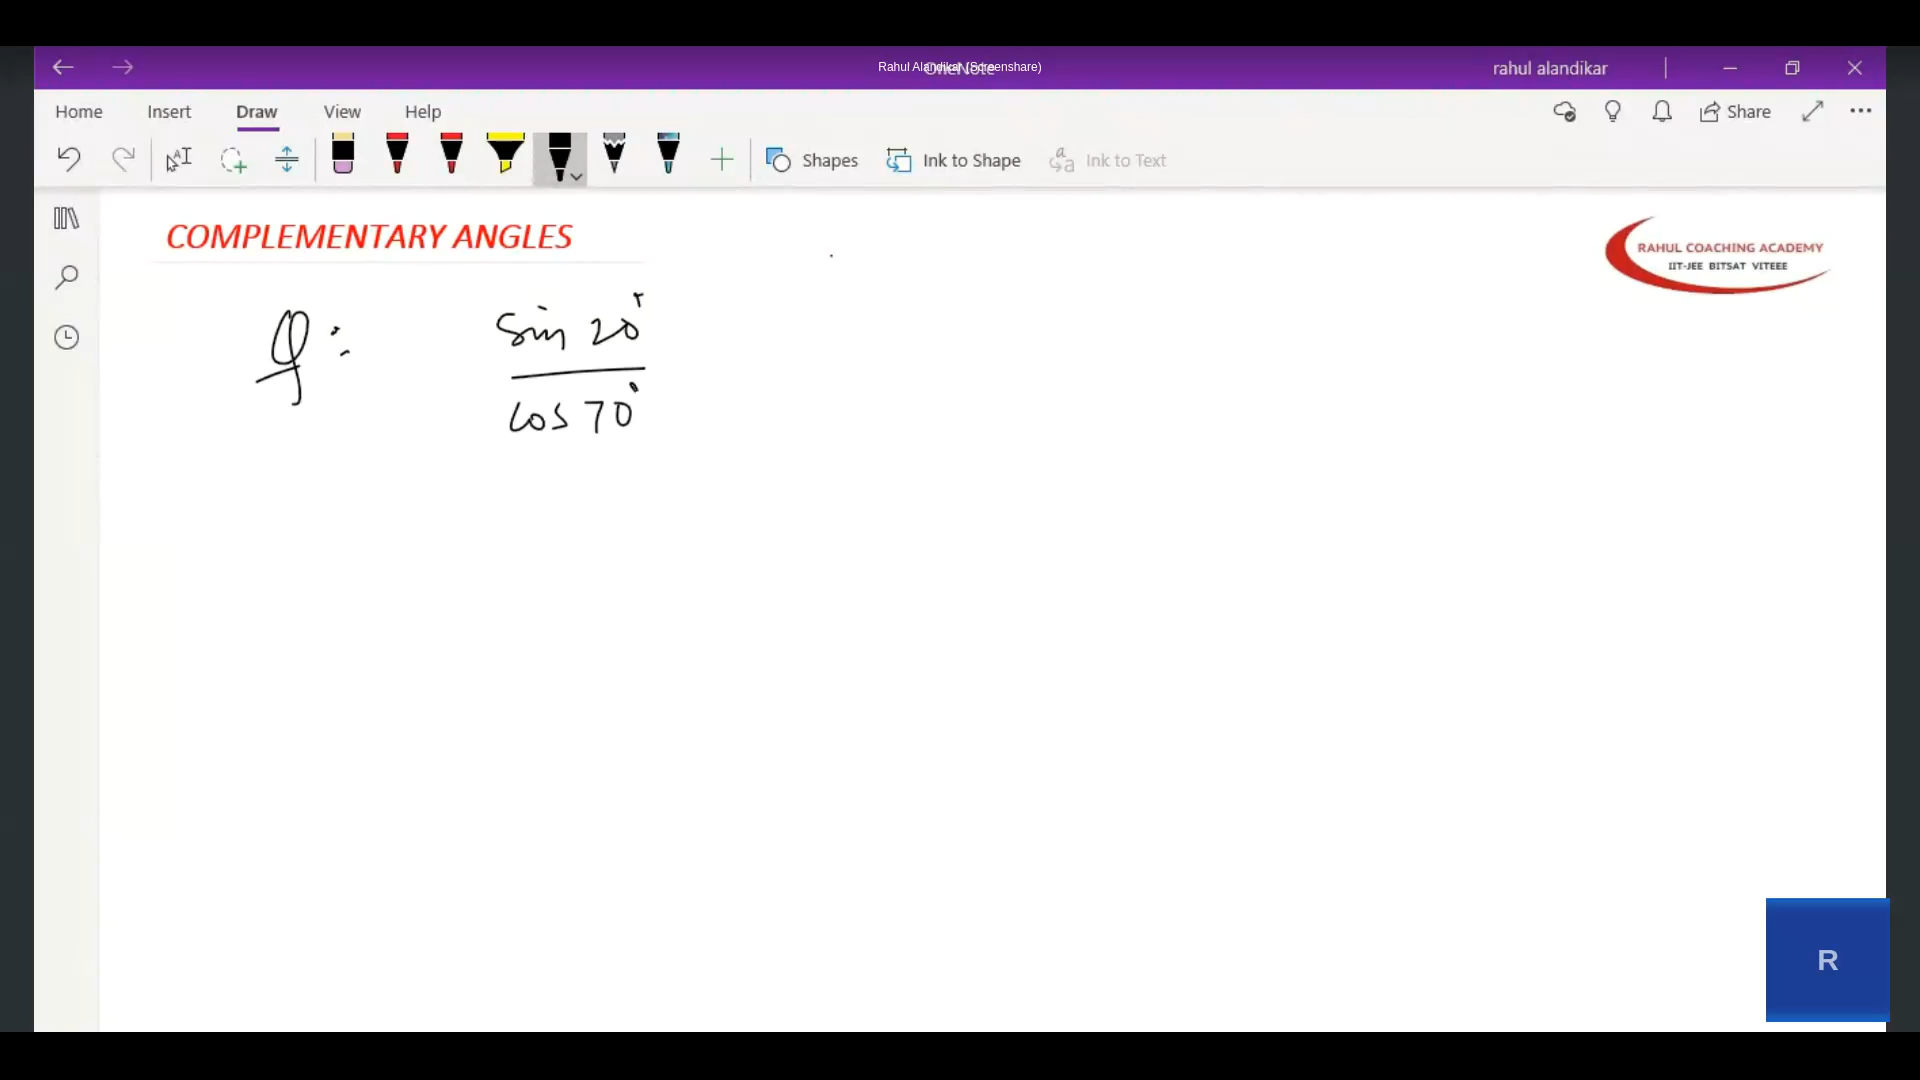 Rahul Alandikar (Screenshare)
rahul alandikar
Home Insert Draw View Help
Share
Shapes Ink to Shape Ink to Text
COMPLEMENTARY ANGLES
RAHUL COACHING ACADEMY
IIT-JEE BITSAT VITEEE
Q:
sin 20°
cos 70°
R